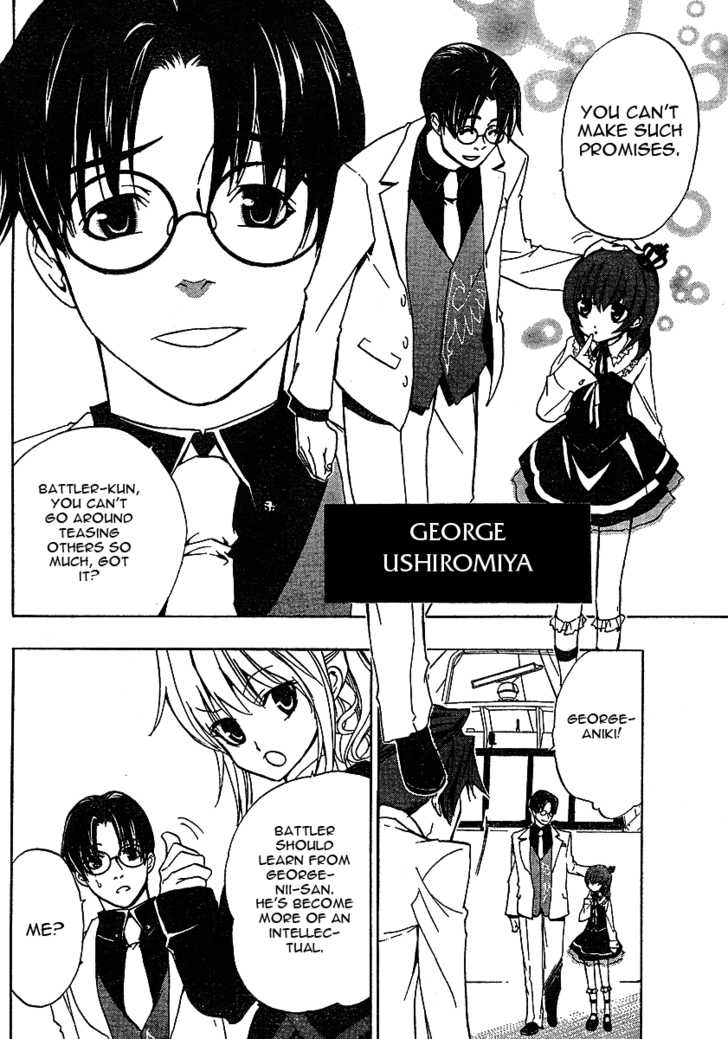 YOU CAN'T
MAKE SUCH
PROMISES.
BATTLER-KUN,
YOU CAN'T
GO AROUND
TEASING
OTHERS SO
MUCH, GOT
IT?
GEORGE
USHIROMIYA
GEORGE-
ANIKI!
BATTLER
SHOULD
LEARN FROM
GEORGE-
NII-SAN.
HE'S BECOME
MORE OF AN
INTELLEC-
TUAL.
ME?